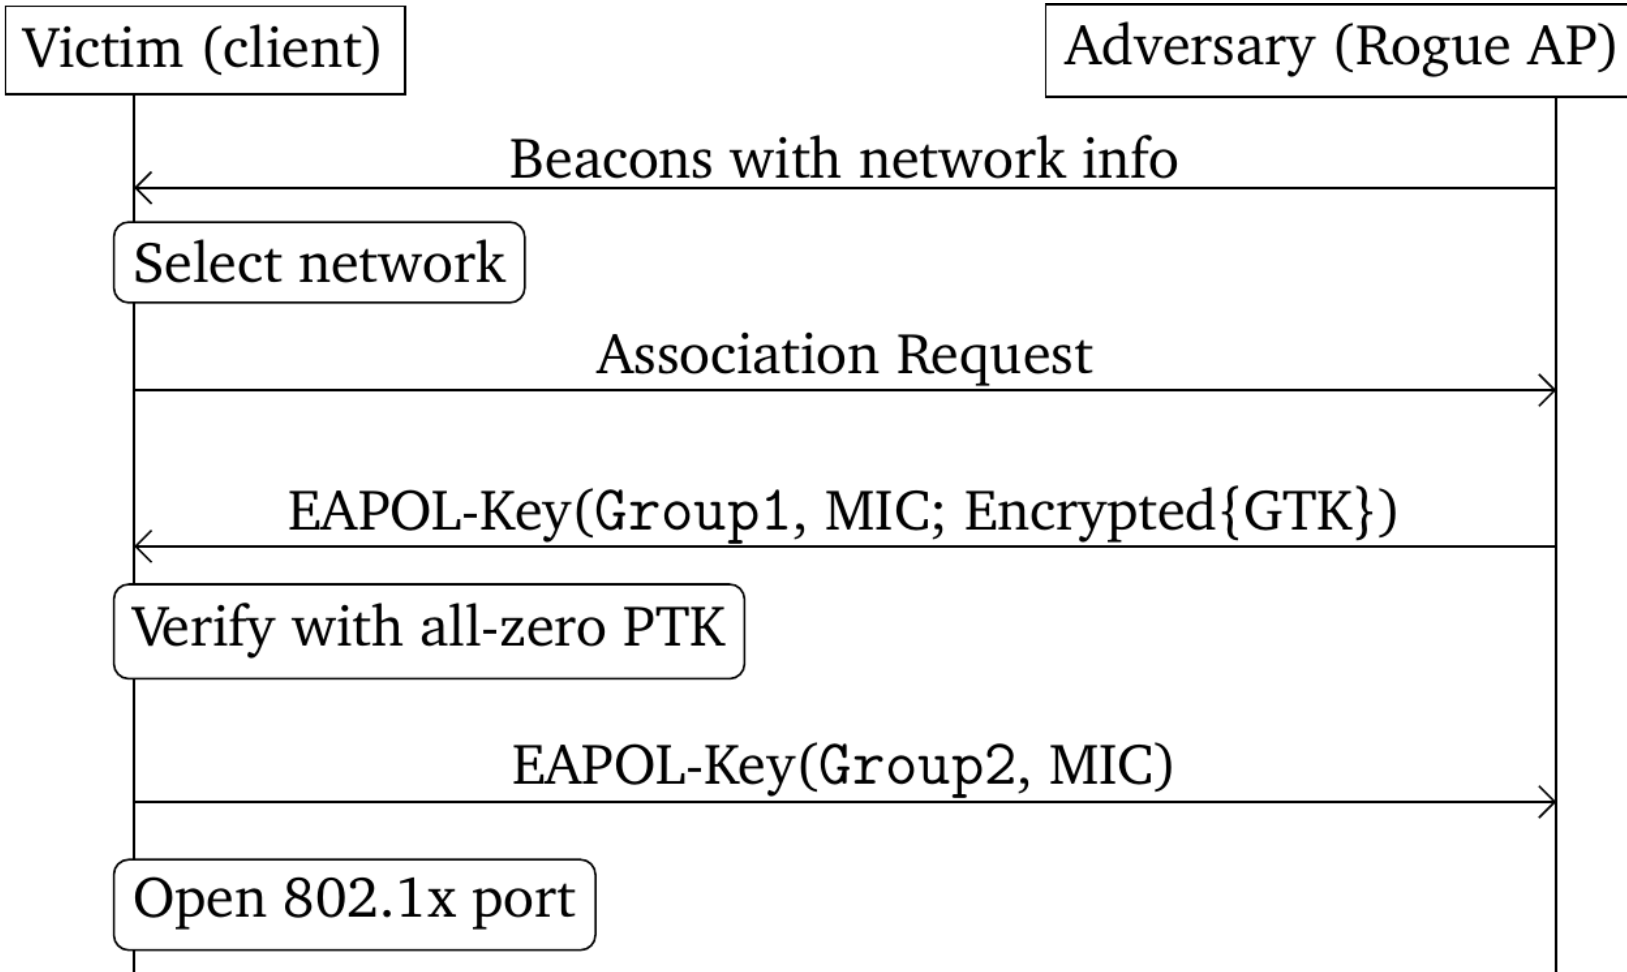 Victim (client)
Adversary (Rogue AP)
Beacons with network info
Select network
Association Request
EAPOL-Key(Group1, MIC; Encrypted{GTK})
Verify with all-zero PTK
EAPOL-Key(Group2, MIC)
Open 802.1x port